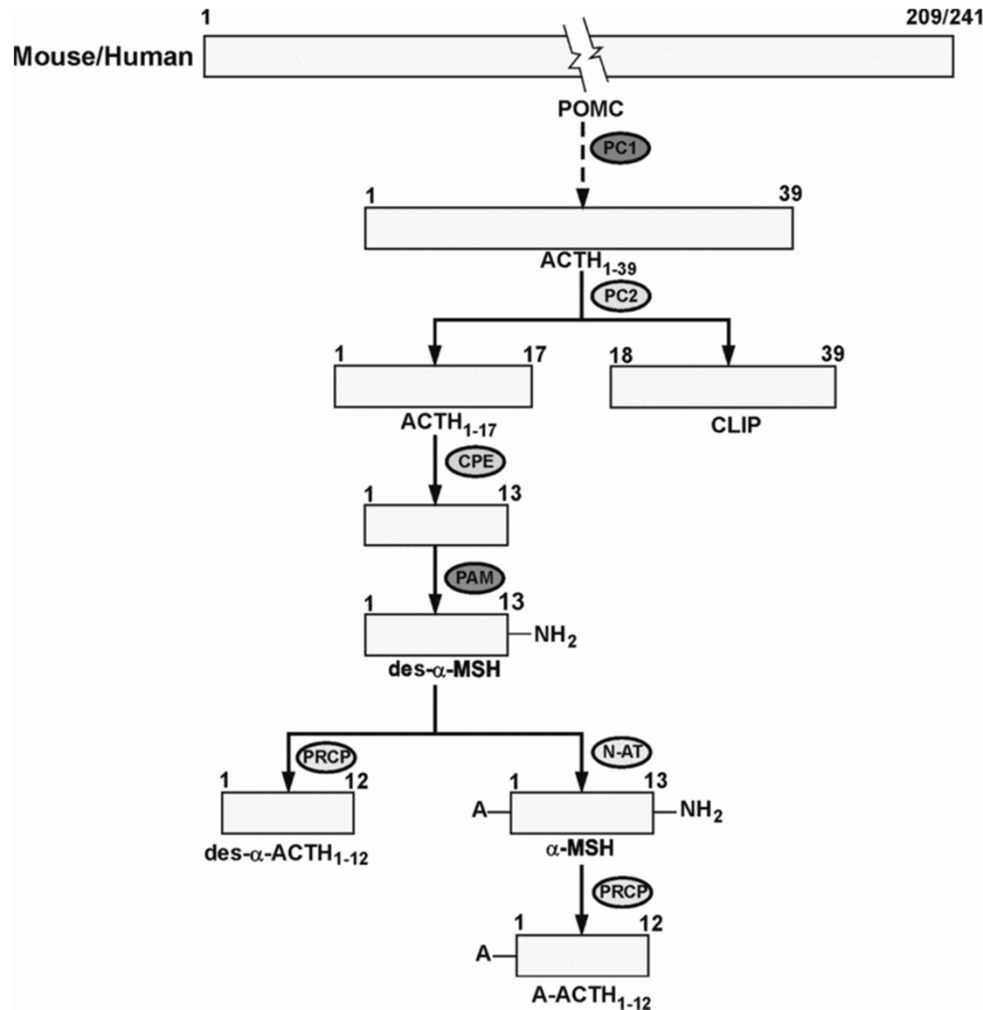 1 209/241
Mouse/Human
POMC
PC1
1 39
ACTH1-39
PC2
1 17 18 39
ACTH1-17 CLIP
CPE
1 13
PAM
1 13
NH2
des-α-MSH
PRCP N-AT
1 12 1 13
A NH2
des-α-ACTH1-12 α-MSH
PRCP
1 12
A
A-ACTH1-12